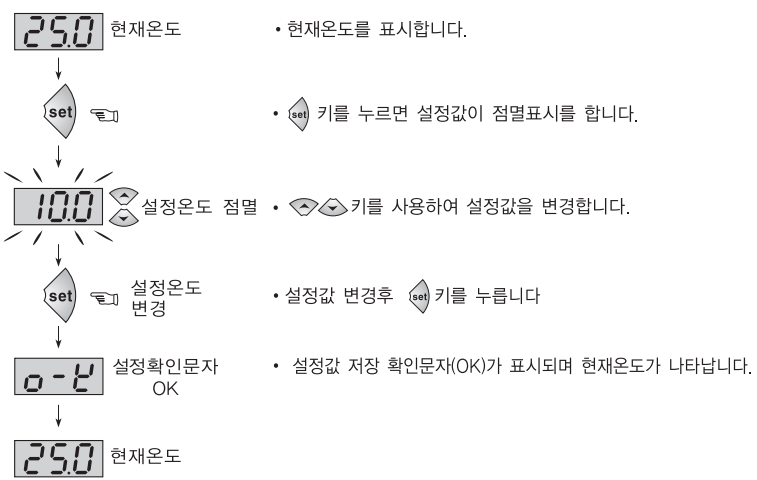 25.0 현재온도 • 현재온도를 표시합니다.
set • set 키를 누르면 설정값이 점멸표시를 합니다.
10.0 설정온도 점멸 • 키를 사용하여 설정값을 변경합니다.
set 설정온도 변경 • 설정값 변경후 set 키를 누릅니다
o-k 설정확인문자 OK • 설정값 저장 확인문자(OK)가 표시되며 현재온도가 나타납니다.
25.0 현재온도